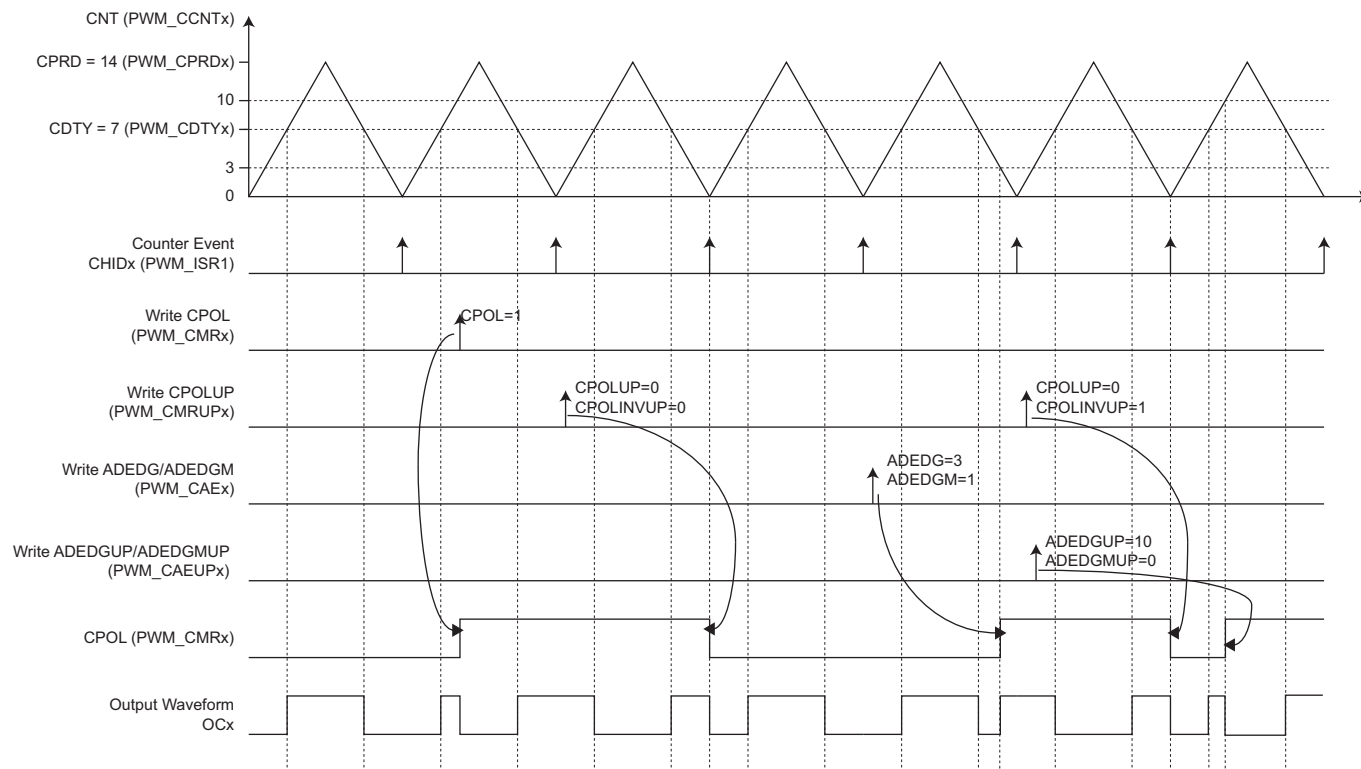 CNT (PWM_CCNTx)
CPRD = 14 (PWM_CPRDx)
10
CDTY = 7 (PWM_CDTYx)
3
0
Counter Event
CHIDx (PWM_ISR1)
Write CPOL
(PWM_CMRx)
CPOL=1
Write CPOLUP
(PWM_CMRUPx)
CPOLUP=0
CPOLINVUP=0
CPOLUP=0
CPOLINVUP=1
Write ADEDG/ADEDGM
(PWM_CAEx)
ADEDG=3
ADEDGM=1
Write ADEDGUP/ADEDGMUP
(PWM_CAEUPx)
ADEDGUP=10
ADEDGMUP=0
CPOL (PWM_CMRx)
Output Waveform
OCx